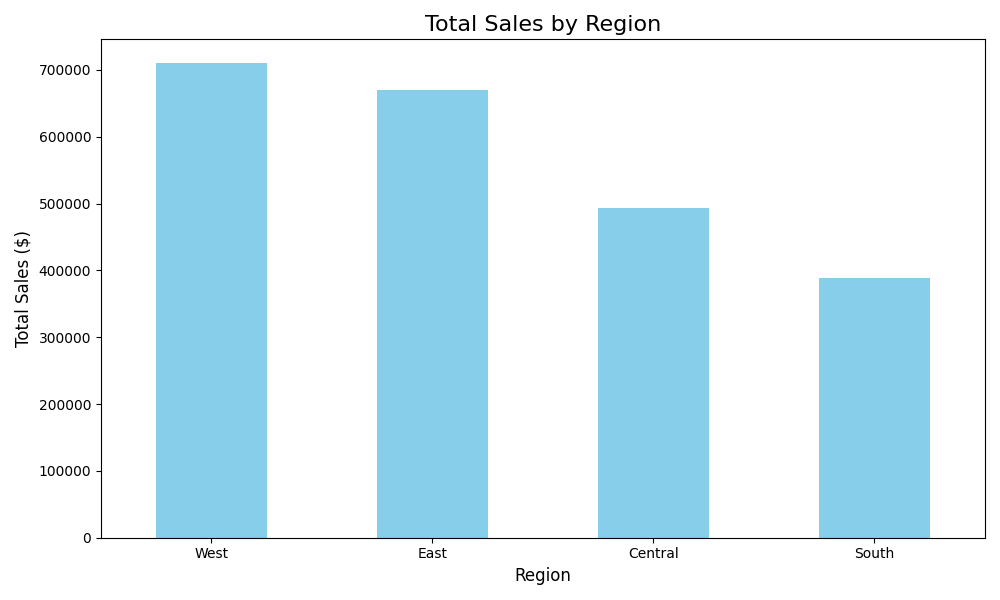 Total Sales by Region
Total Sales ($)
700000
600000
500000
400000
300000
200000
100000
0
West East Central South
Region